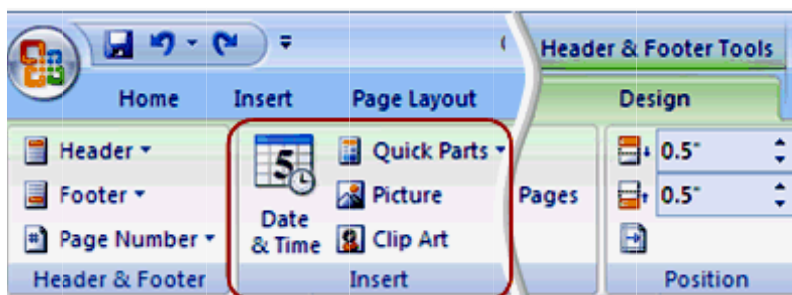 Header & Footer Tools
Home Insert Page Layout Design
Header Quick Parts 0.5"
5
Footer Picture Pages 0.5"
Date & Time
Page Number Clip Art
Header & Footer Insert Position